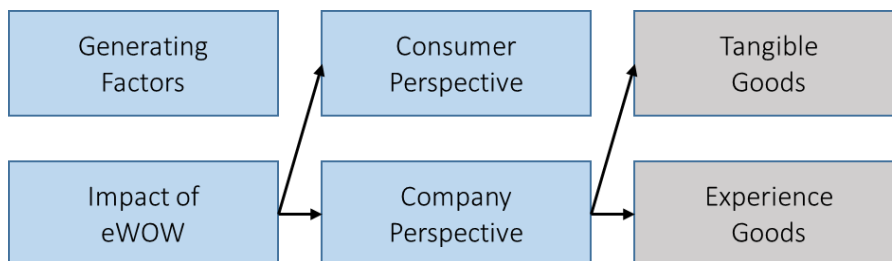 Generating
Factors
Consumer
Perspective
Tangible
Goods
Impact of
eWOW
Company
Perspective
Experience
Goods